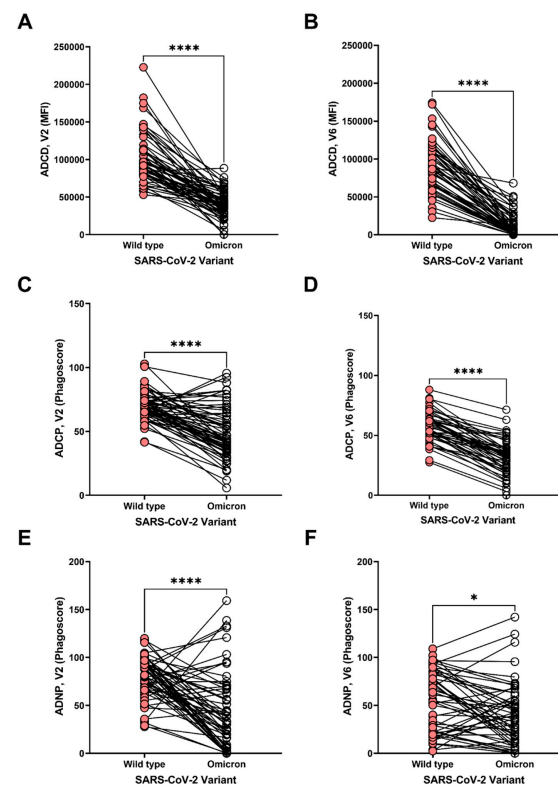 A
B
****
****
250000
200000
150000
100000
50000
0
ADCD, V2 (MFI)
Wild type
Omicron
SARS-CoV-2 Variant
250000
200000
150000
100000
50000
0
ADCD, V6 (MFI)
Wild type
Omicron
SARS-CoV-2 Variant
C
D
****
****
150
100
50
0
ADCP, V2 (Phagoscore)
Wild type
Omicron
SARS-CoV-2 Variant
150
100
50
0
ADCP, V6 (Phagoscore)
Wild type
Omicron
SARS-CoV-2 Variant
E
F
****
*
200
150
100
50
0
ADNP, V2 (Phagoscore)
Wild type
Omicron
SARS-CoV-2 Variant
200
150
100
50
0
ADNP, V6 (Phagoscore)
Wild type
Omicron
SARS-CoV-2 Variant